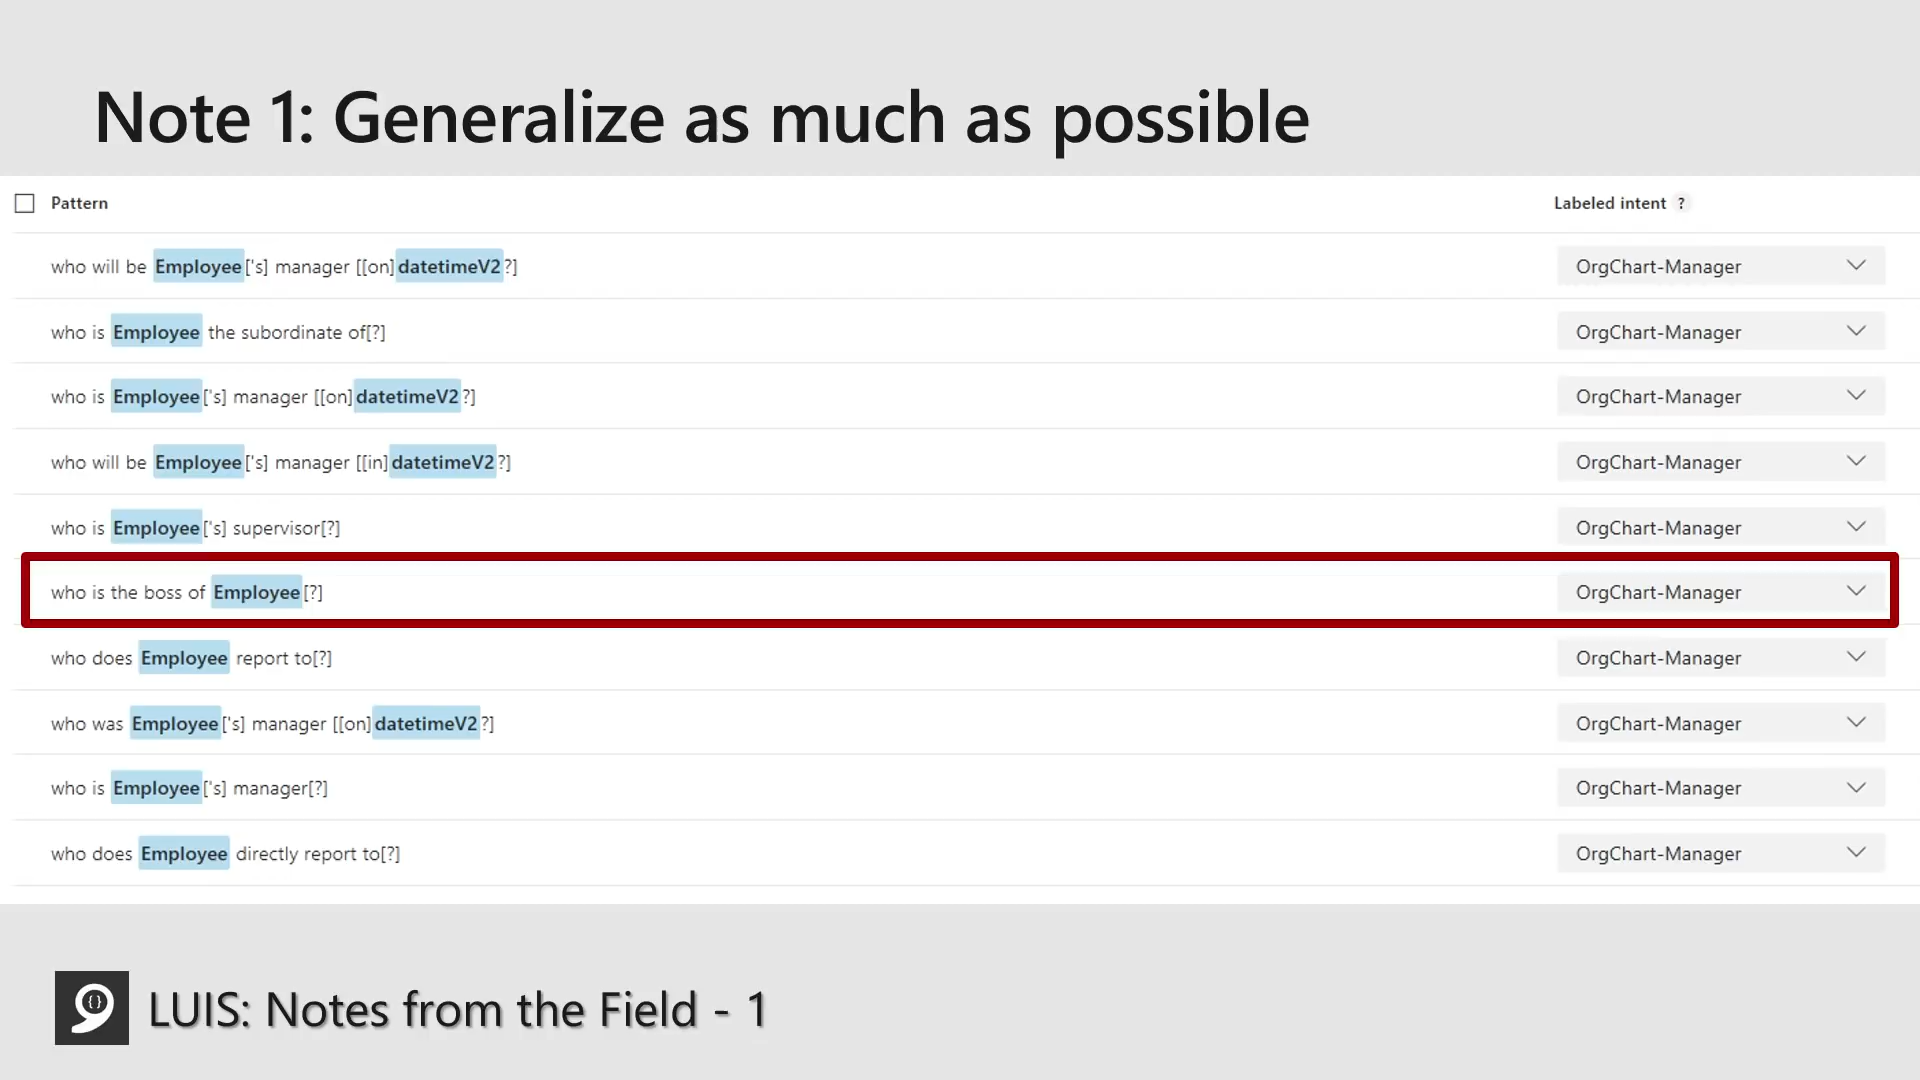 Note 1: Generalize as much as possible
Pattern Labeled intent ?
who will be Employee['s] manager [[on]datetimeV2?] OrgChart-Manager
who is Employee the subordinate of[?] OrgChart-Manager
who is Employee['s] manager [[on]datetimeV2?] OrgChart-Manager
who will be Employee['s] manager [[in]datetimeV2?] OrgChart-Manager
who is Employee['s] supervisor[?] OrgChart-Manager
who is the boss of Employee[?] OrgChart-Manager
who does Employee report to[?] OrgChart-Manager
who was Employee['s] manager [[on]datetimeV2?] OrgChart-Manager
who is Employee['s] manager[?] OrgChart-Manager
who does Employee directly report to[?] OrgChart-Manager
{} LUIS: Notes from the Field - 1